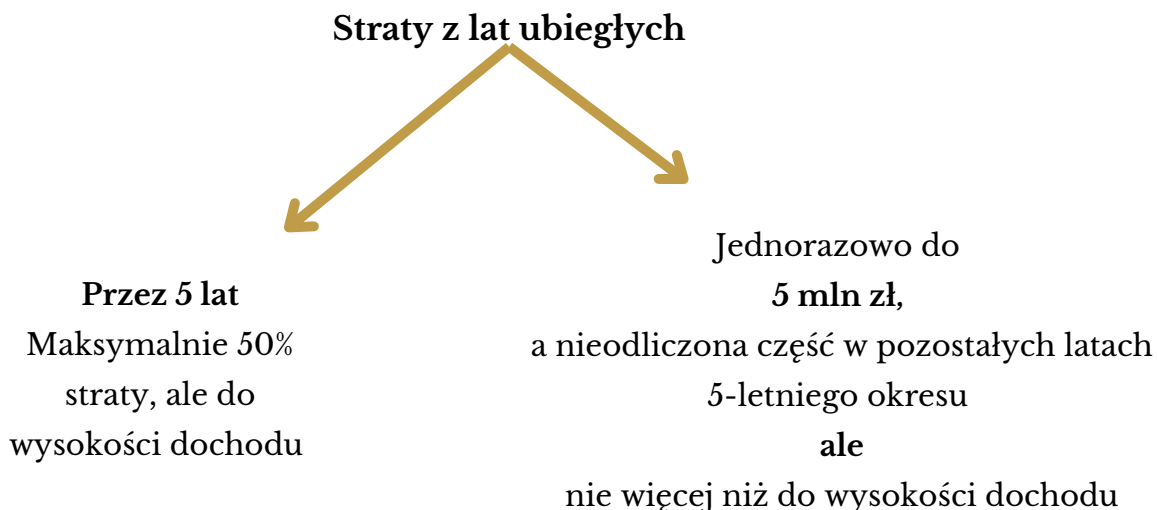 Straty z lat ubiegłych
Przez 5 lat
Maksymalnie 50%
straty, ale do
wysokości dochodu
Jednorazowo do
5 mln zł,
a nieodliczona część w pozostałych latach
5-letniego okresu
ale
nie więcej niż do wysokości dochodu